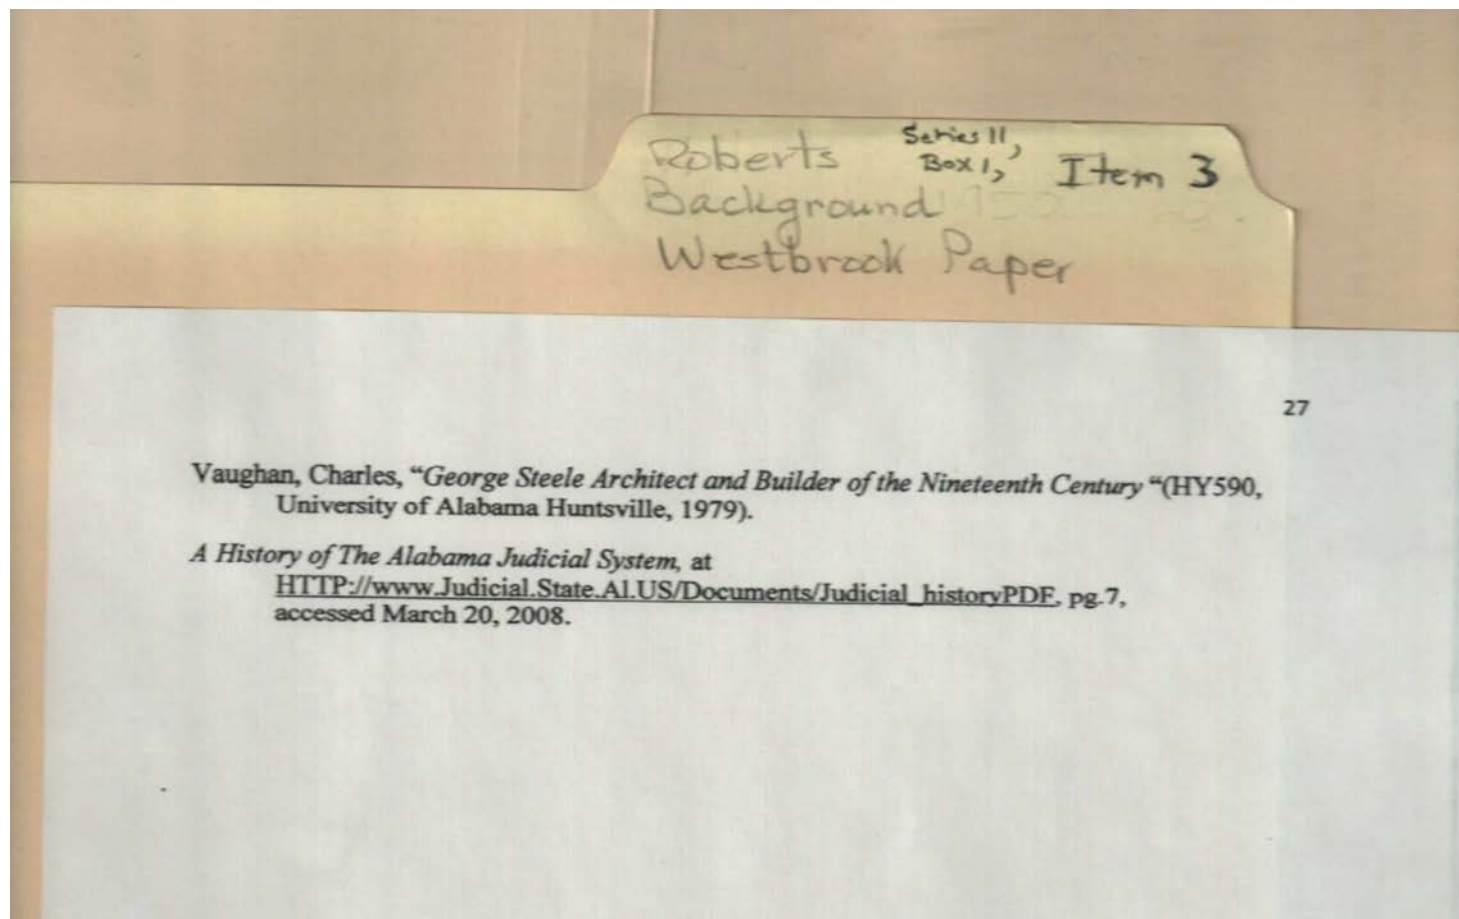 Roberts Series 11, Box 1, Item 3
Background
Westbrook Paper
27
Vaughan, Charles, “George Steele Architect and Builder of the Nineteenth Century “(HY590,
University of Alabama Huntsville, 1979).
A History of The Alabama Judicial System, at
HTTP://www.Judicial.State.Al.US/Documents/Judicial_historyPDF, pg.7,
accessed March 20, 2008.